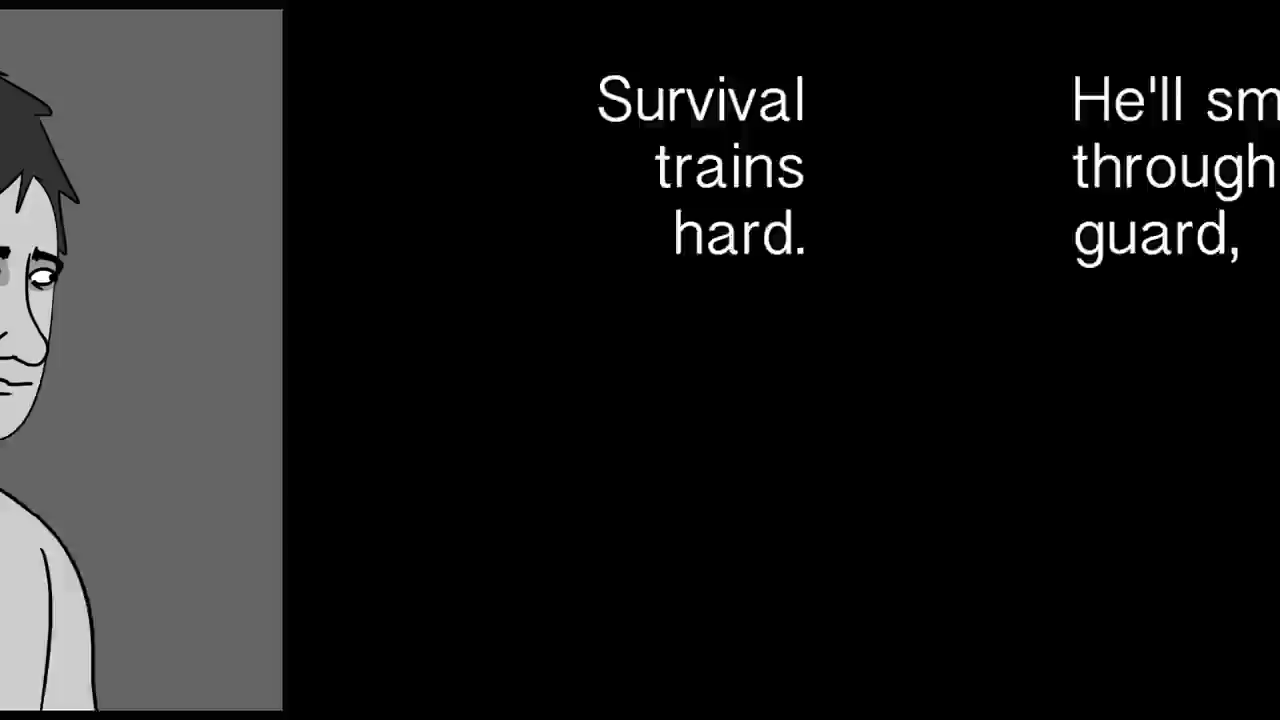 Survival
trains
hard.
He'll
through
guard,